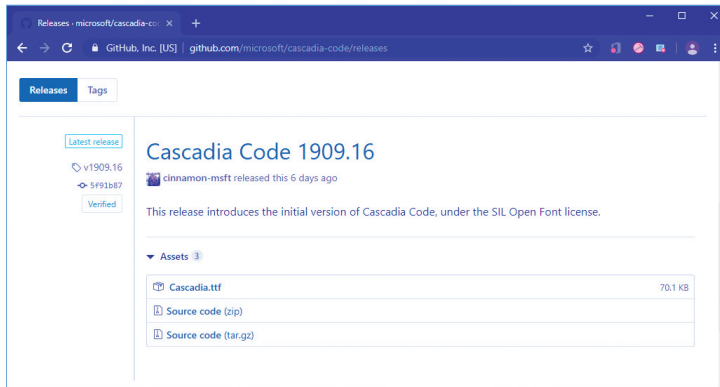 Releases · microsoft/cascadia-co
GitHub, Inc. [US] | github.com/microsoft/cascadia-code/releases
Releases Tags
Latest release
v1909.16
5f91b87
Verified
Cascadia Code 1909.16
cinnamon-msft released this 6 days ago
This release introduces the initial version of Cascadia Code, under the SIL Open Font license.
Assets 3
Cascadia.ttf 70.1 KB
Source code (zip)
Source code (tar.gz)